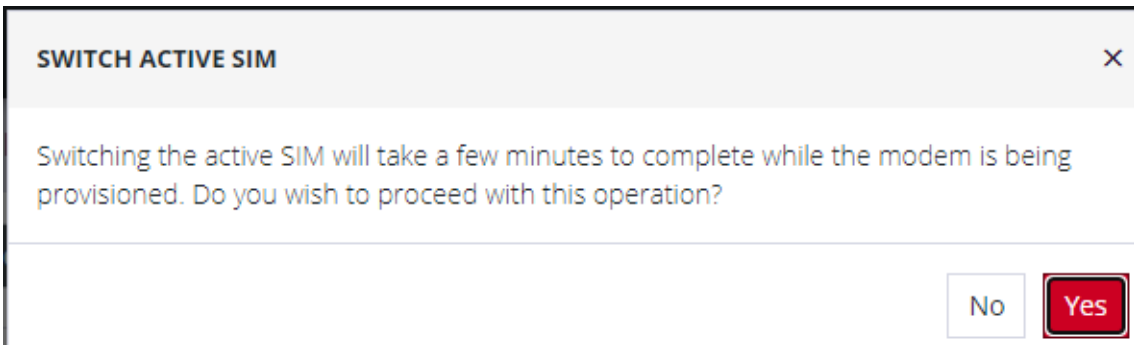 SWITCH ACTIVE SIM
Switching the active SIM will take a few minutes to complete while the modem is being
provisioned. Do you wish to proceed with this operation?
No
Yes